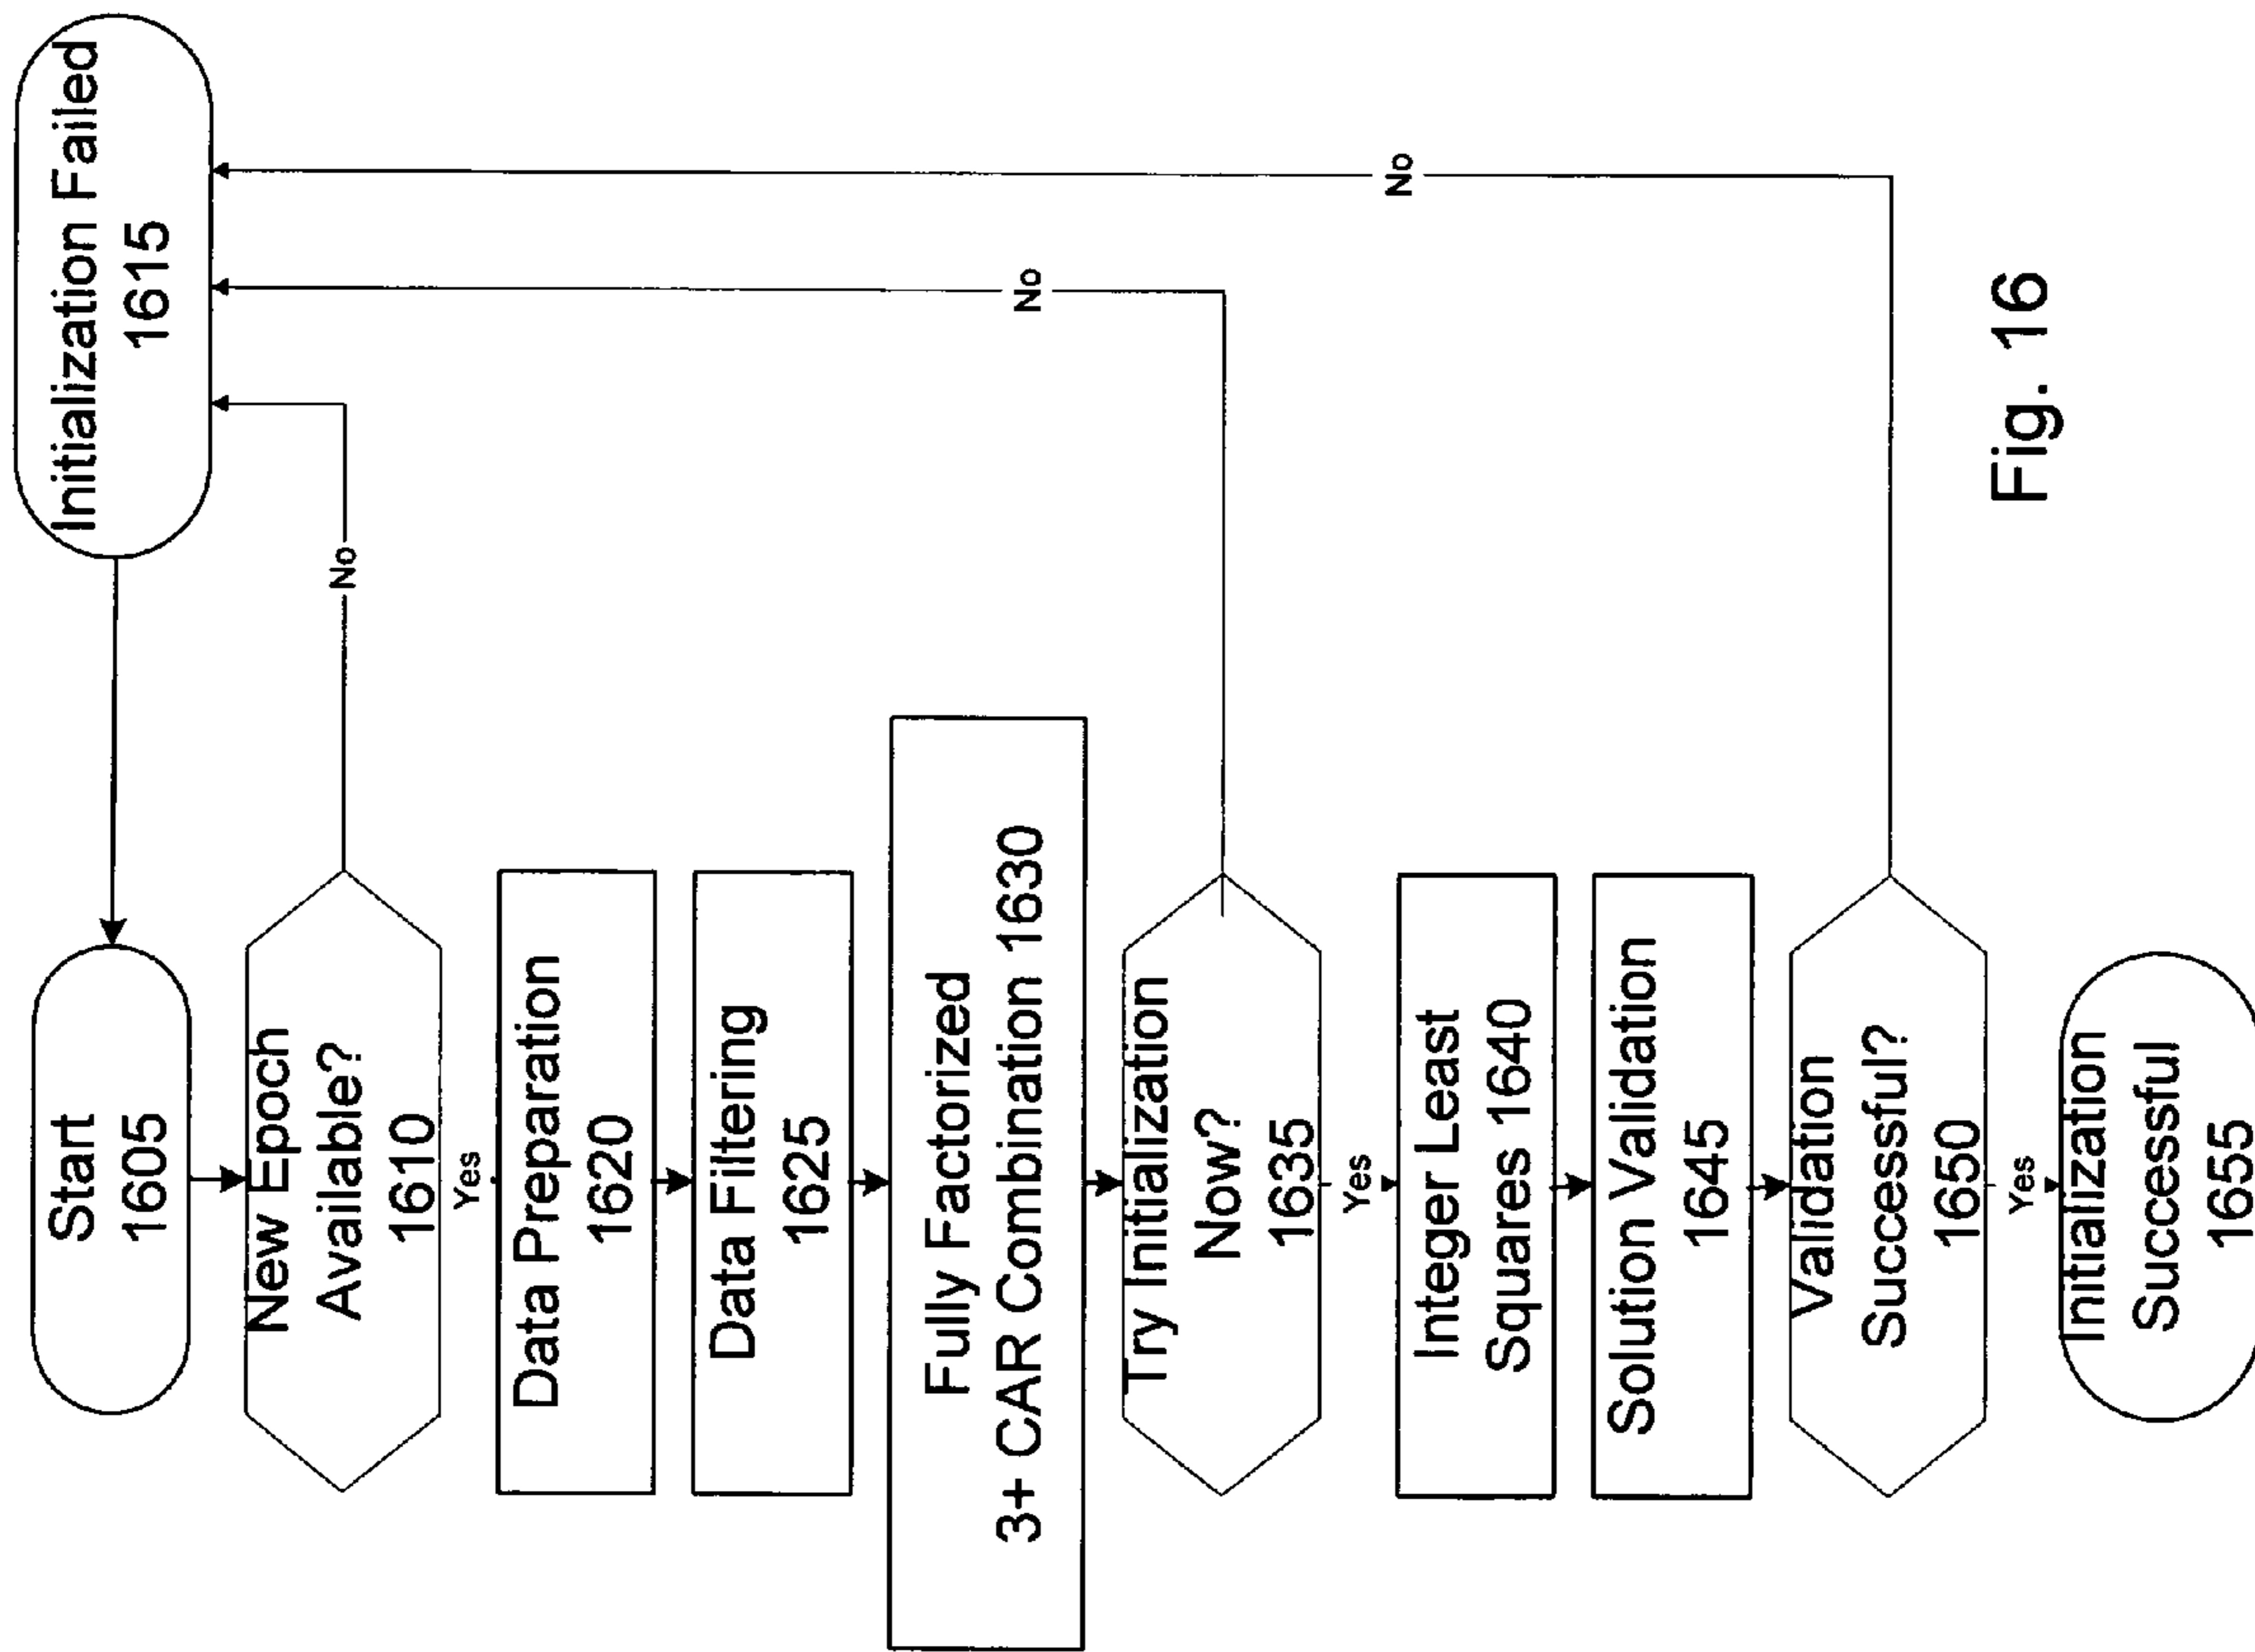 Start
1605
Initialization Failed
1615
New Epoch
Available?
1610
No
Yes
Data Preparation
1620
Data Filtering
1625
Fully Factorized
3+ CAR Combination 1630
Try Initialization
Now?
1635
No
Yes
Integer Least
Squares 1640
Solution Validation
1645
Validation
Successful?
1650
No
Yes
Initialization
Successful
1655
Fig. 16